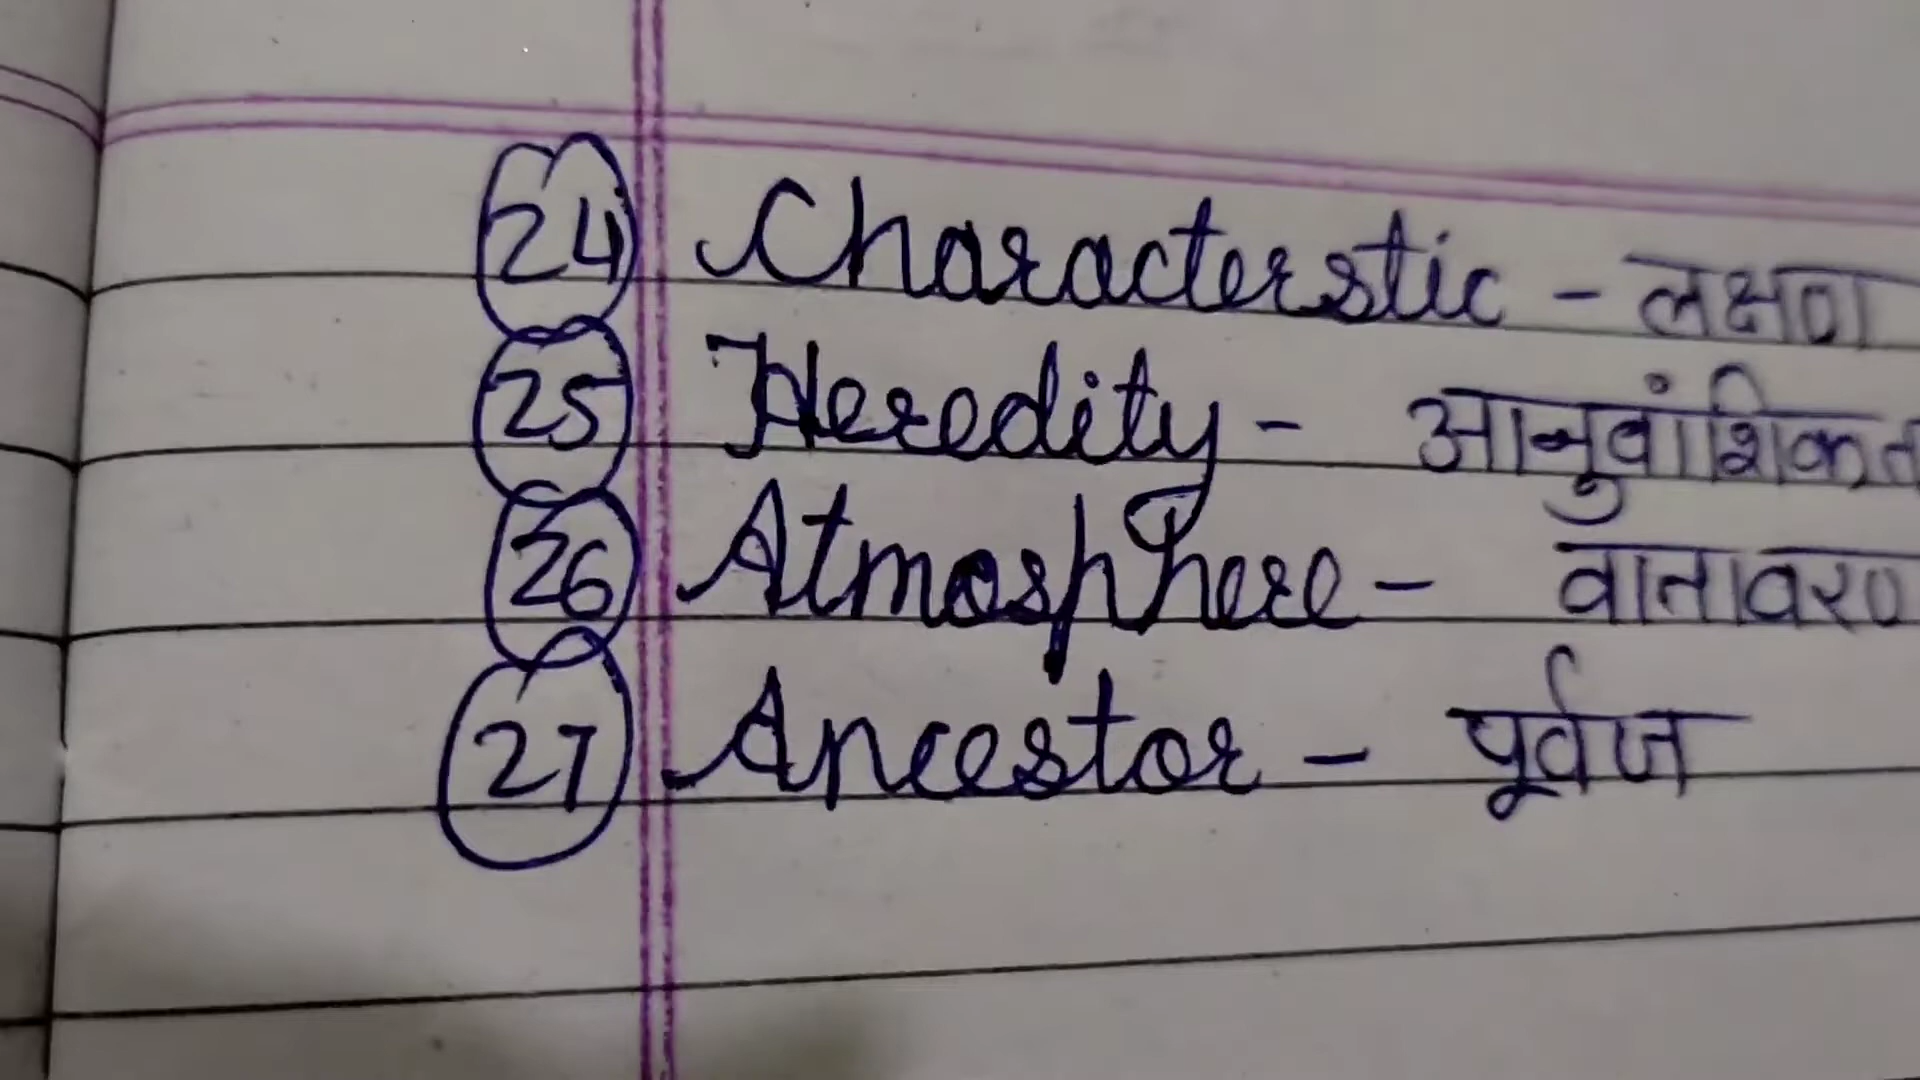 24 Characterstic - लक्षण
25 Heredity - आनुवांशिकत
26 Atmosphere - वातावरण
27 Ancestor - पूर्वज